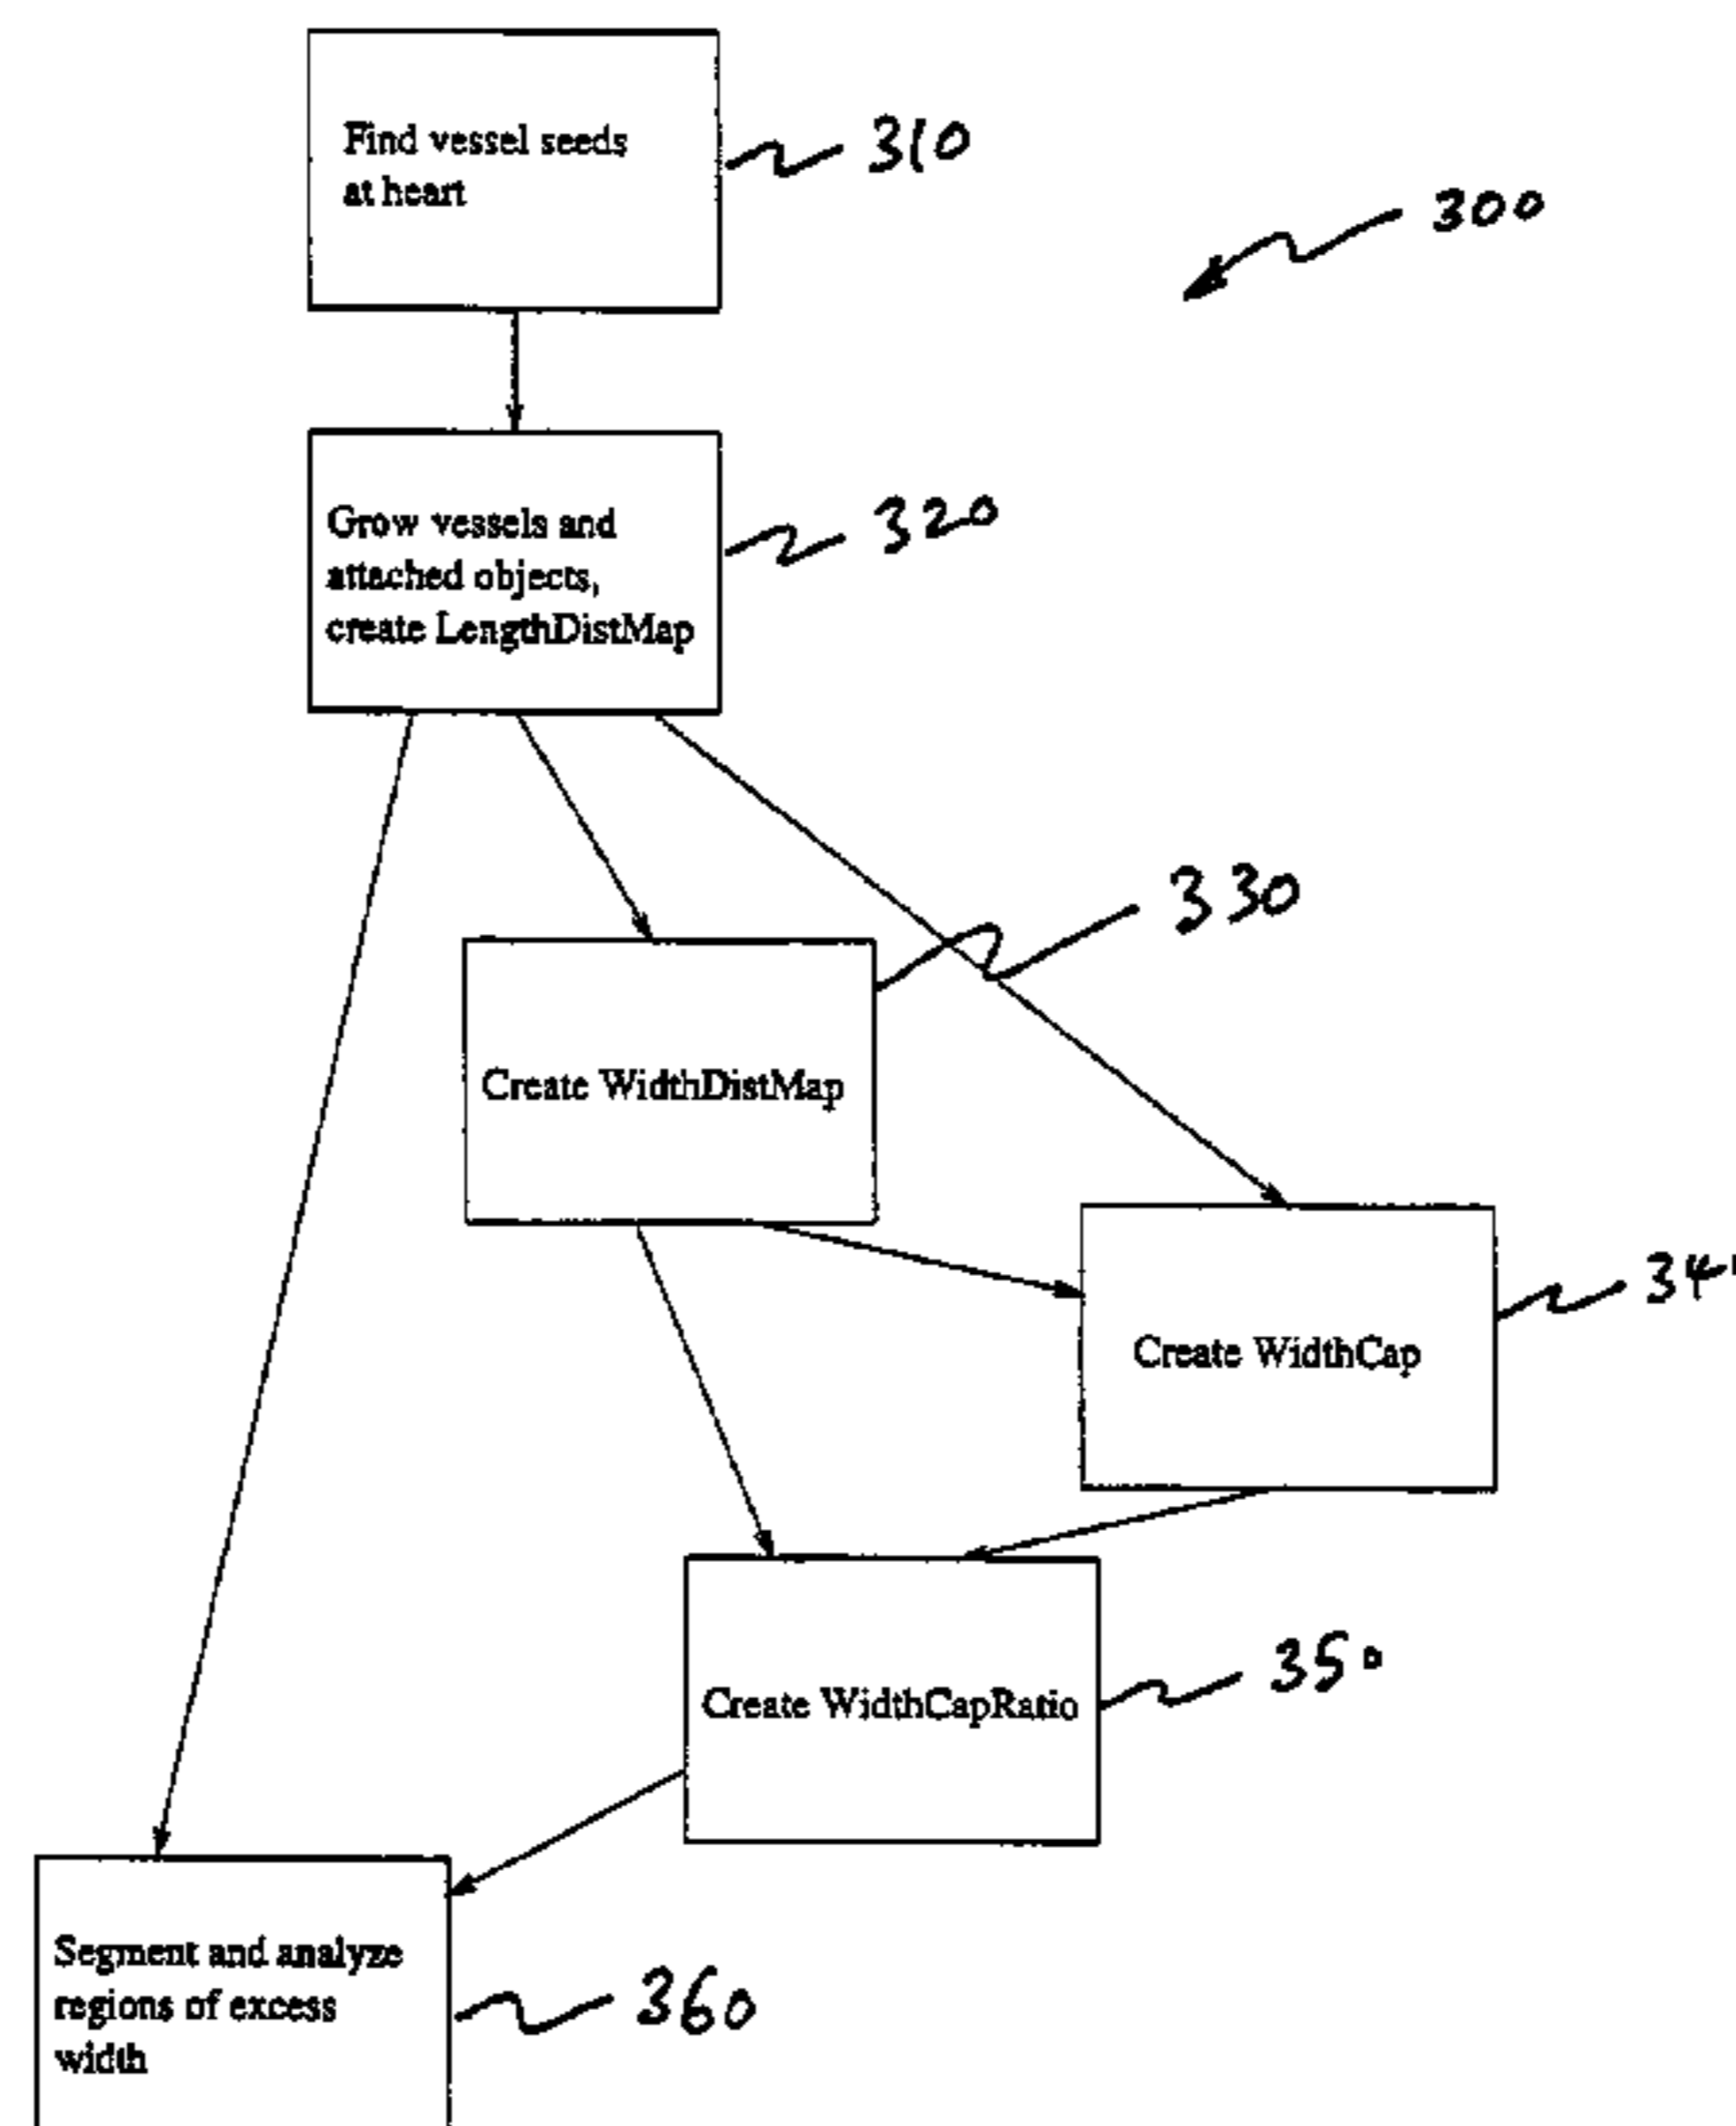 Find vessel seeds
at heart
310
300
Grow vessels and
attached objects,
create LengthDistMap
320
330
Create WidthDistMap
Create WidthCap
Create WidthCapRatio
350
Segment and analyze
regions of excess
width
360